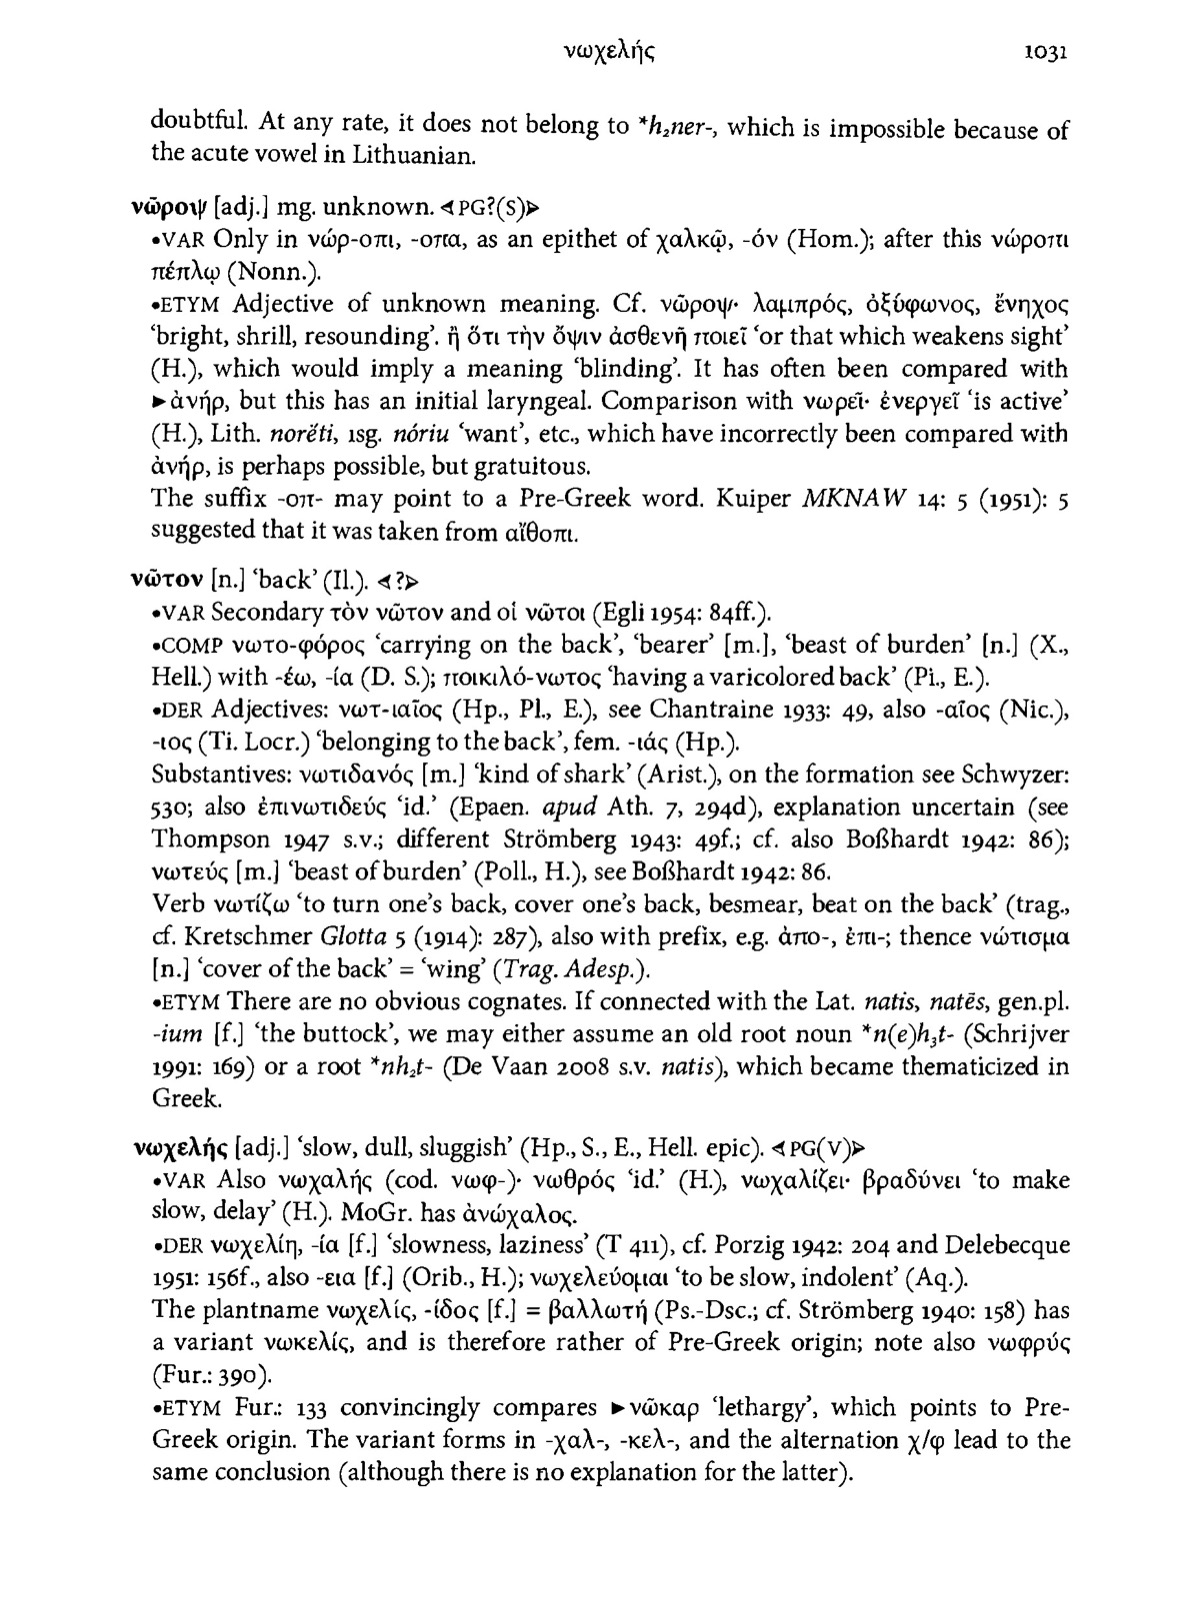 νωχελής 1031
doubtful. At any rate, it does not belong to *h₂ner-, which is impossible because of
the acute vowel in Lithuanian.
νῶροψ [adj.] mg. unknown. ⊲PG?(S)⊳
•VAR Only in νώρ-οπι, -οπα, as an epithet of χαλκῷ, -όν (Hom.); after this νώροπι
πέπλῳ (Nonn.).
•ETYM Adjective of unknown meaning. Cf. νῶροψ· λαμπρός, ὀξύφωνος, ἔνηχος
‘bright, shrill, resounding’. ἢ ὅτι τὴν ὄψιν ἀσθενῆ ποιεῖ ‘or that which weakens sight’
(H.), which would imply a meaning ‘blinding’. It has often been compared with
►ἀνήρ, but this has an initial laryngeal. Comparison with νωρεῖ· ἐνεργεῖ ‘is active’
(H.), Lith. norė́ti, 1sg. nóriu ‘want’, etc., which have incorrectly been compared with
ἀνήρ, is perhaps possible, but gratuitous.
The suffix -οπ- may point to a Pre-Greek word. Kuiper MKNAW 14: 5 (1951): 5
suggested that it was taken from αἴθοπι.
νῶτον [n.] ‘back’ (Il.). ⊲?⊳
•VAR Secondary τὸν νῶτον and οἱ νῶτοι (Egli 1954: 84ff.).
•COMP νωτο-φόρος ‘carrying on the back’, ‘bearer’ [m.], ‘beast of burden’ [n.] (X.,
Hell.) with -έω, -ία (D. S.); ποικιλό-νωτος ‘having a varicolored back’ (Pi., E.).
•DER Adjectives: νωτ-ιαῖος (Hp., Pl., E.), see Chantraine 1933: 49, also -αῖος (Nic.),
-ιος (Ti. Locr.) ‘belonging to the back’, fem. -ιάς (Hp.).
Substantives: νωτιδανός [m.] ‘kind of shark’ (Arist.), on the formation see Schwyzer:
530; also ἐπινωτιδεύς ‘id.’ (Epaen. apud Ath. 7, 294d), explanation uncertain (see
Thompson 1947 s.v.; different Strömberg 1943: 49f.; cf. also Boßhardt 1942: 86);
νωτεύς [m.] ‘beast of burden’ (Poll., H.), see Boßhardt 1942: 86.
Verb νωτίζω ‘to turn one’s back, cover one’s back, besmear, beat on the back’ (trag.,
cf. Kretschmer Glotta 5 (1914): 287), also with prefix, e.g. ἀπο-, ἐπι-; thence νώτισμα
[n.] ‘cover of the back’ = ‘wing’ (Trag. Adesp.).
•ETYM There are no obvious cognates. If connected with the Lat. natis, natēs, gen.pl.
-ium [f.] ‘the buttock’, we may either assume an old root noun *n(e)h₃t- (Schrijver
1991: 169) or a root *nh₂t- (De Vaan 2008 s.v. natis), which became thematicized in
Greek.
νωχελής [adj.] ‘slow, dull, sluggish’ (Hp., S., E., Hell. epic). ⊲PG(V)⊳
•VAR Also νωχαλής (cod. νωφ-)· νωθρός ‘id.’ (H.), νωχαλίζει· βραδύνει ‘to make
slow, delay’ (H.). MoGr. has ἀνώχαλος.
•DER νωχελίη, -ία [f.] ‘slowness, laziness’ (Τ 411), cf. Porzig 1942: 204 and Delebecque
1951: 156f., also -εια [f.] (Orib., H.); νωχελεύομαι ‘to be slow, indolent’ (Aq.).
The plantname νωχελίς, -ίδος [f.] = βαλλωτή (Ps.-Dsc.; cf. Strömberg 1940: 158) has
a variant νωκελίς, and is therefore rather of Pre-Greek origin; note also νωφρύς
(Fur.: 390).
•ETYM Fur.: 133 convincingly compares ►νῶκαρ ‘lethargy’, which points to Pre-
Greek origin. The variant forms in -χαλ-, -κελ-, and the alternation χ/φ lead to the
same conclusion (although there is no explanation for the latter).